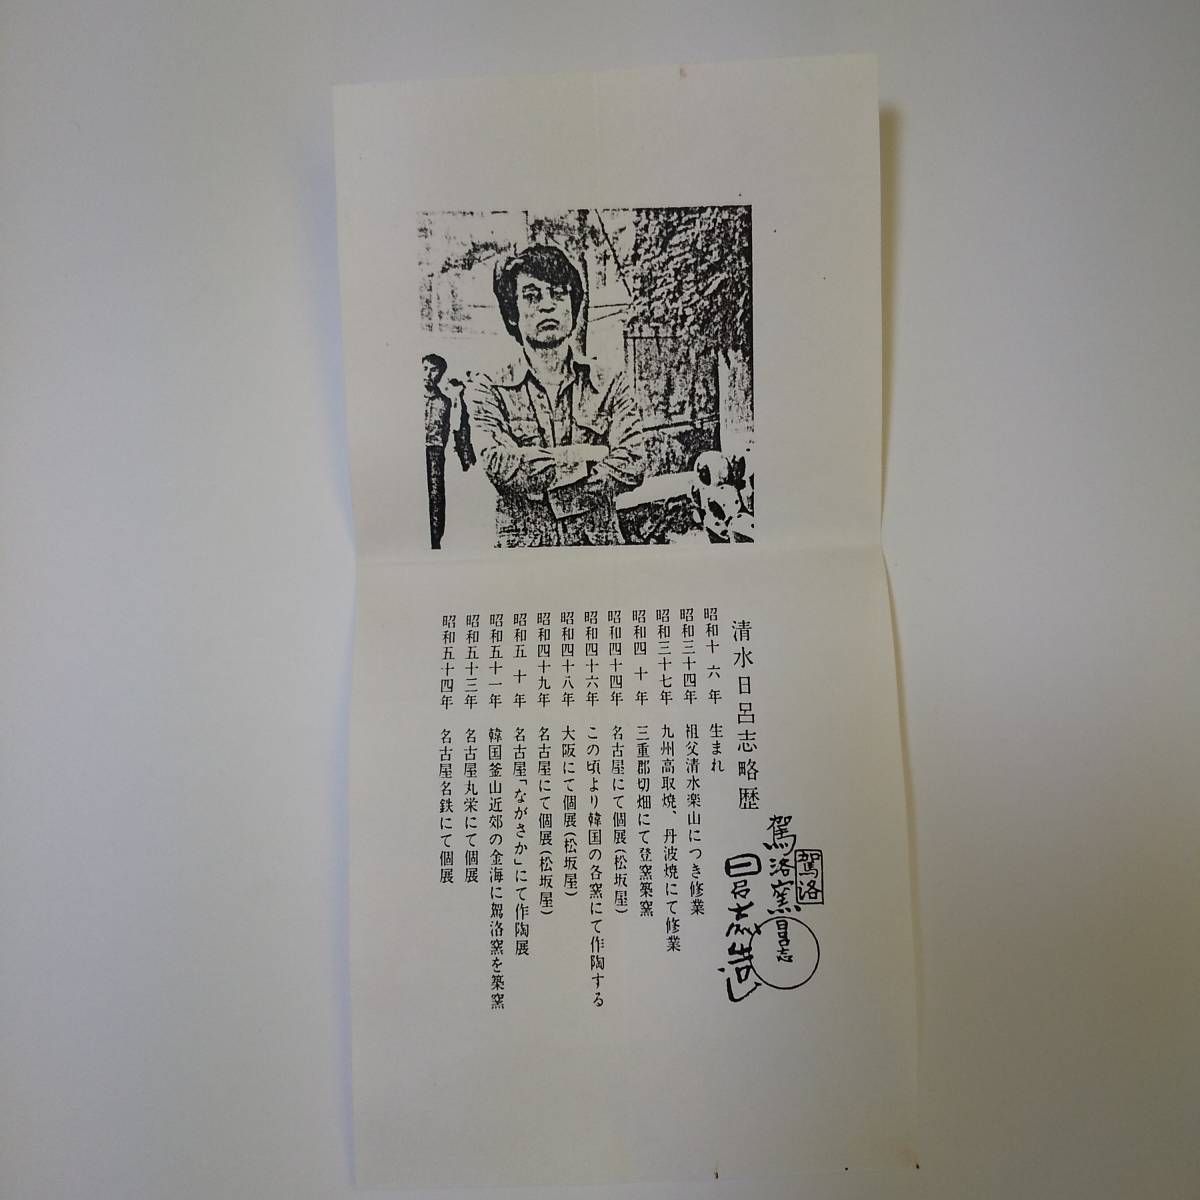 清水日呂志略歴
昭和十六年 生まれ
昭和三十四年 祖父清水楽山につき修業
昭和三十七年 九州高取焼、丹波焼にて修業
昭和四十年 三重郡切畑にて登窯築窯
昭和四十四年 名古屋にて個展(松坂屋)
昭和四十六年 この頃より韓国の各窯にて作陶する
昭和四十八年 大阪にて個展(松坂屋)
昭和四十九年 名古屋にて個展(松坂屋)
昭和五十年 名古屋「ながさか」にて作陶展
昭和五十一年 韓国釜山近郊の金海に駕洛窯を築窯
昭和五十三年 名古屋丸栄にて個展
昭和五十四年 名古屋名鉄にて個展
駕洛
駕洛窯
日呂志
日呂志造